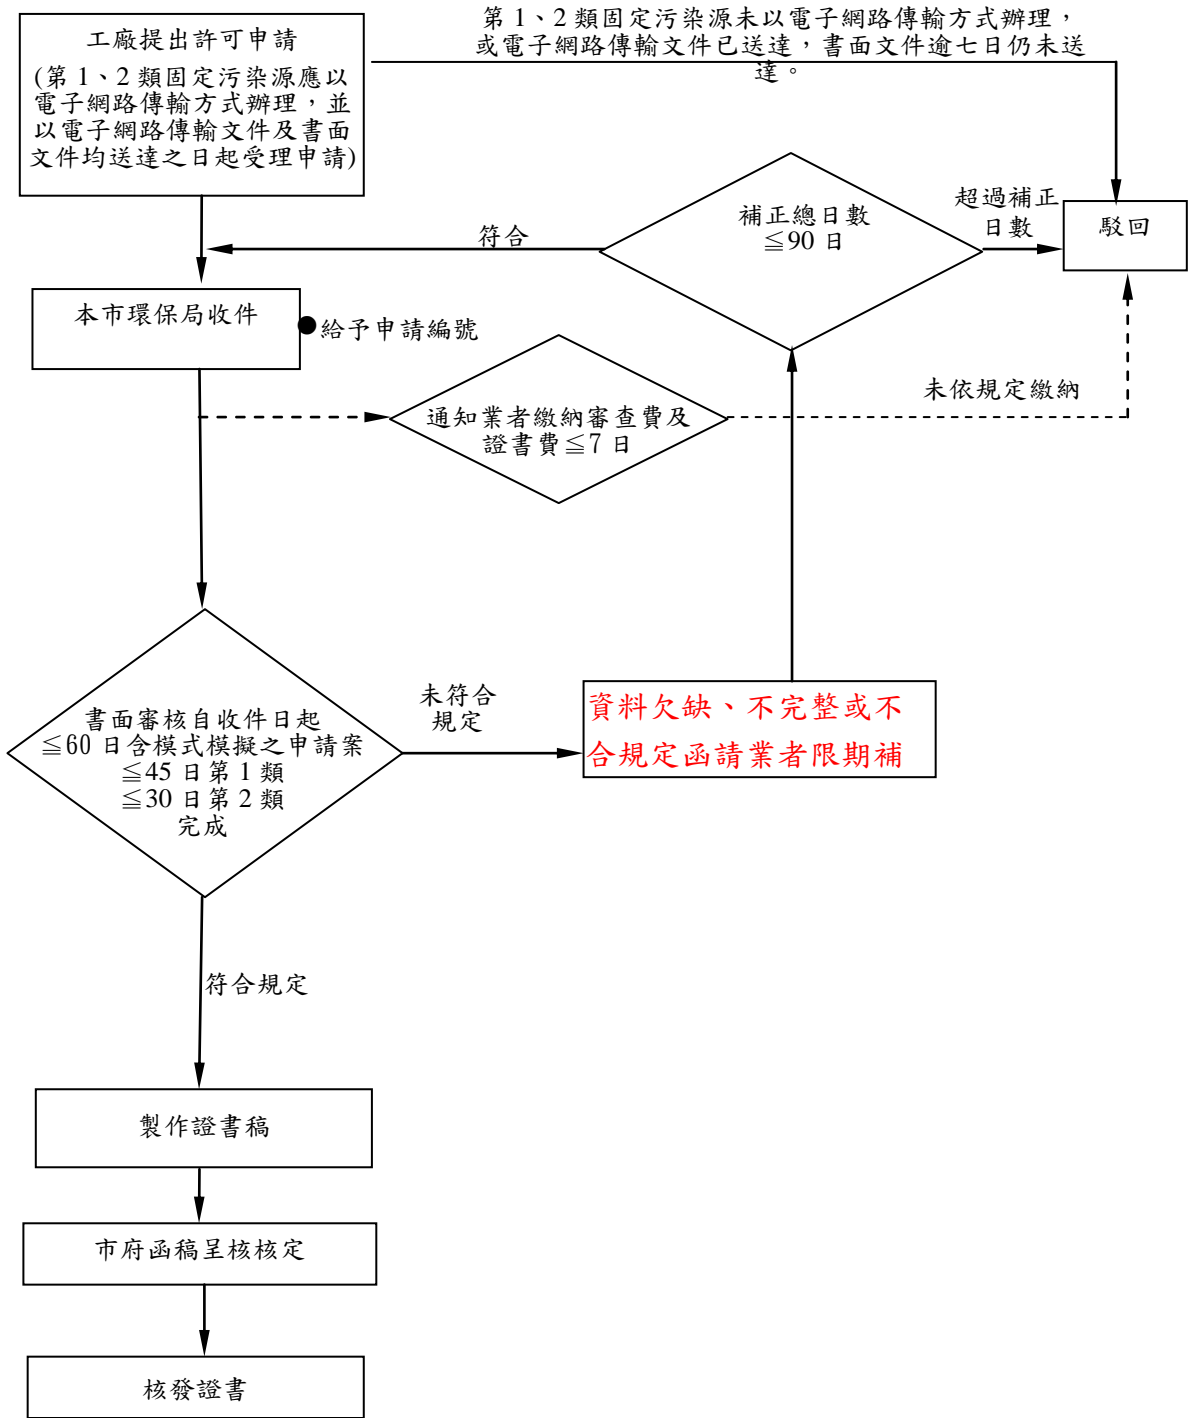 工廠提出許可申請
(第 1、2 類固定污染源應以
電子網路傳輸方式辦理，並
以電子網路傳輸文件及書面
文件均送達之日起受理申請)
第 1、2 類固定污染源未以電子網路傳輸方式辦理，
或電子網路傳輸文件已送達，書面文件逾七日仍未送
達。
補正總日數
≦90 日
符合
超過補正
日數
駁回
本市環保局收件
●給予申請編號
通知業者繳納審查費及
證書費≦7 日
未依規定繳納
書面審核自收件日起
≦60 日含模式模擬之申請案
≦45 日第 1 類
≦30 日第 2 類
完成
未符合
規定
資料欠缺、不完整或不
合規定函請業者限期補
符合規定
製作證書稿
市府函稿呈核核定
核發證書